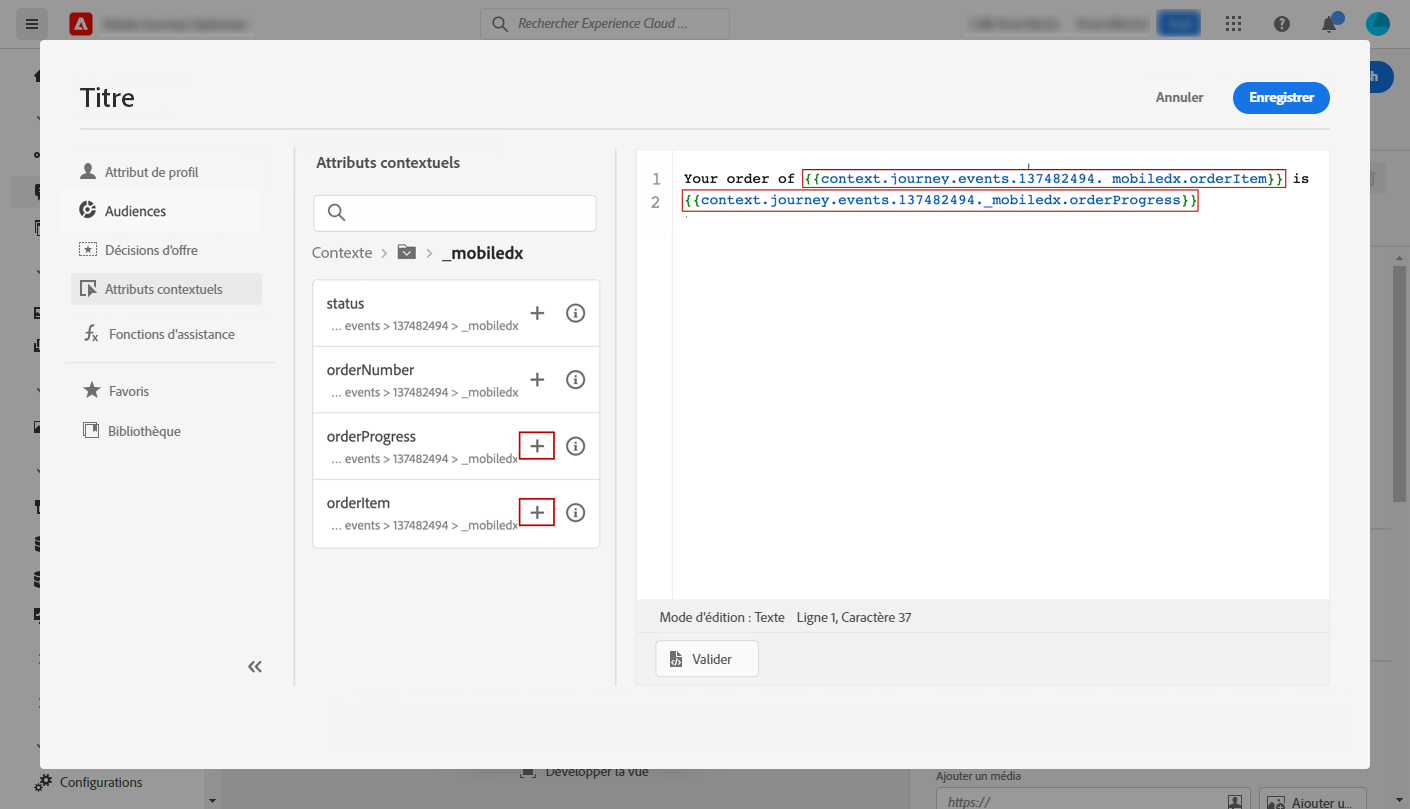 Rechercher Experience Cloud ...
Titre
Annuler
Enregistrer
Attribut de profil
Audiences
Décisions d'offre
Attributs contextuels
Fonctions d'assistance
Favoris
Bibliothèque
Attributs contextuels
Contexte > > _mobiledx
status
... events > 137482494 > _mobiledx
orderNumber
... events > 137482494 > _mobiledx
orderProgress
... events > 137482494 > _mobiledx
orderItem
... events > 137482494 > _mobiledx
1 Your order of {{context.journey.events.137482494. mobiledx.orderItem}} is
2 {{context.journey.events.137482494._mobiledx.orderProgress}}
Mode d'édition : Texte Ligne 1, Caractère 37
Valider
Configurations
Développer la vue
Ajouter un média
https://
Ajouter u...